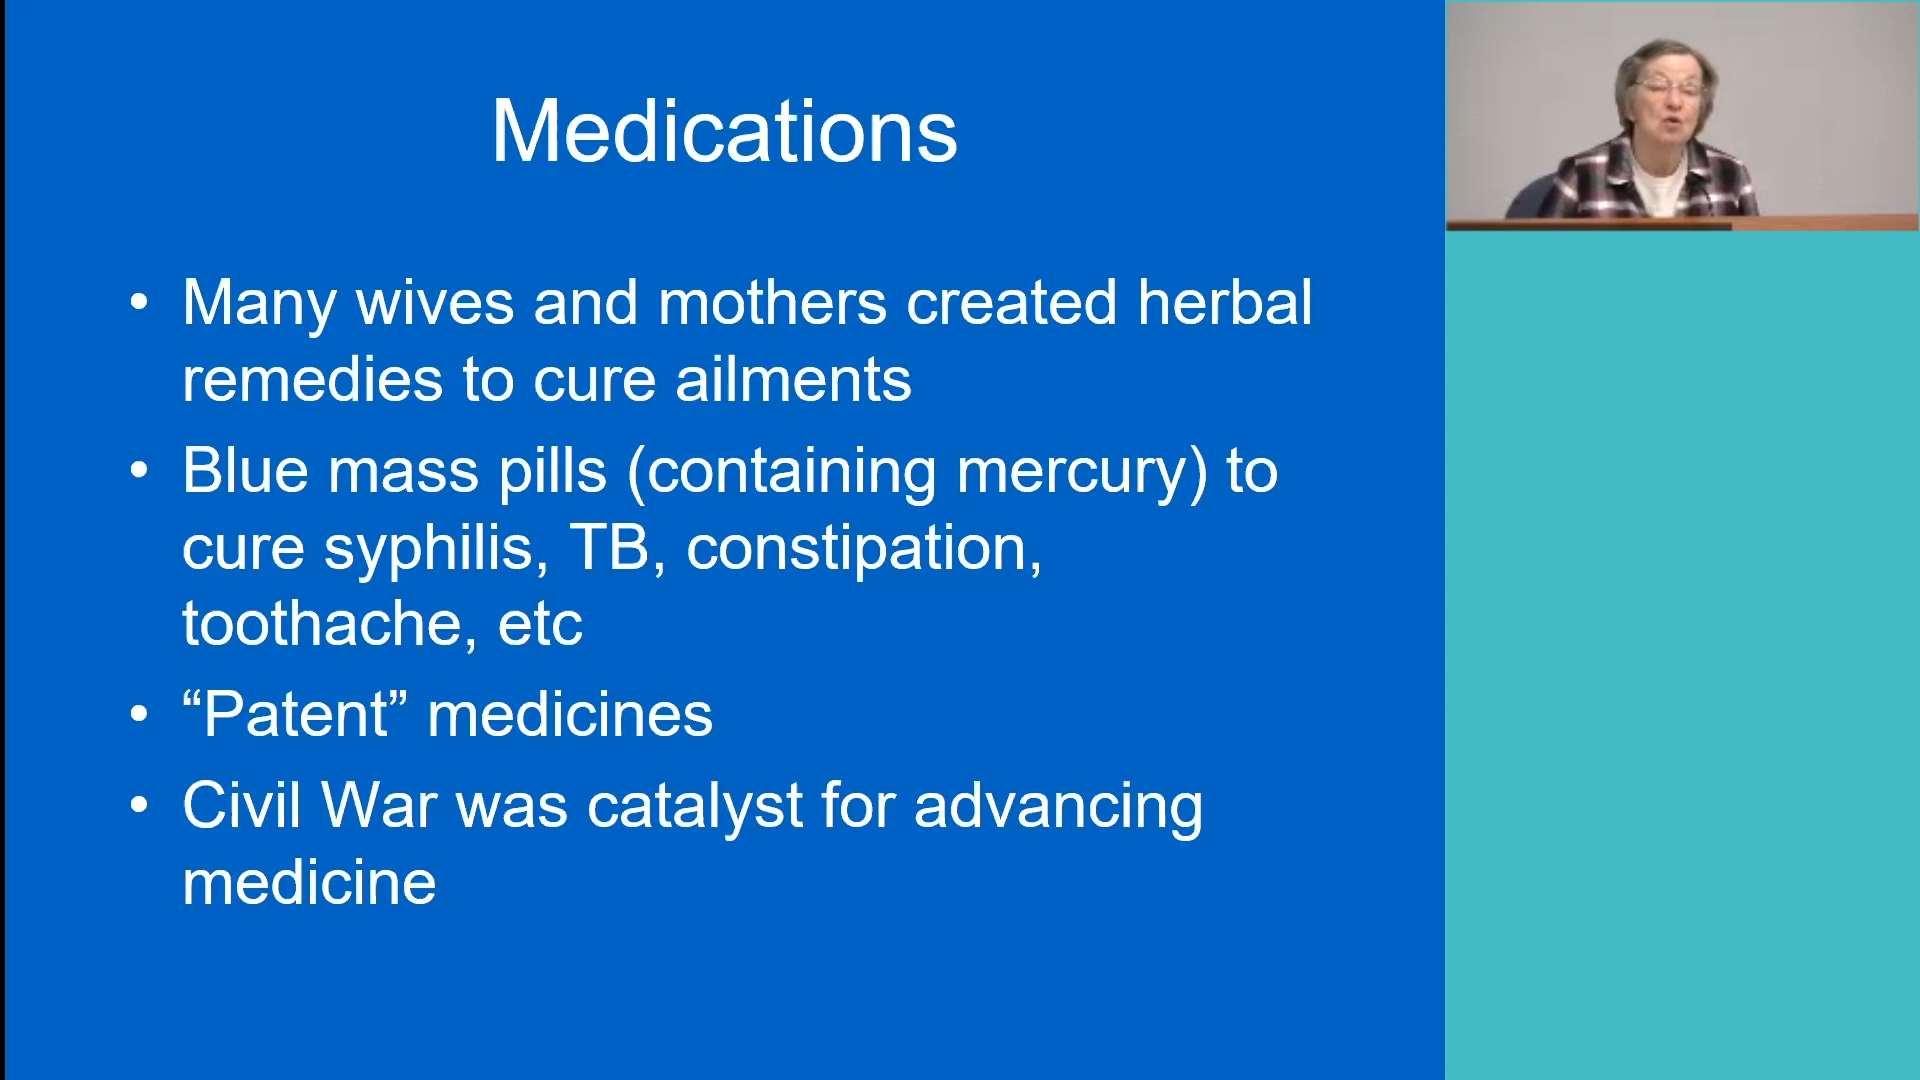 Medications
• Many wives and mothers created herbal
remedies to cure ailments
• Blue mass pills (containing mercury) to
cure syphilis, TB, constipation,
toothache, etc
• “Patent” medicines
• Civil War was catalyst for advancing
medicine